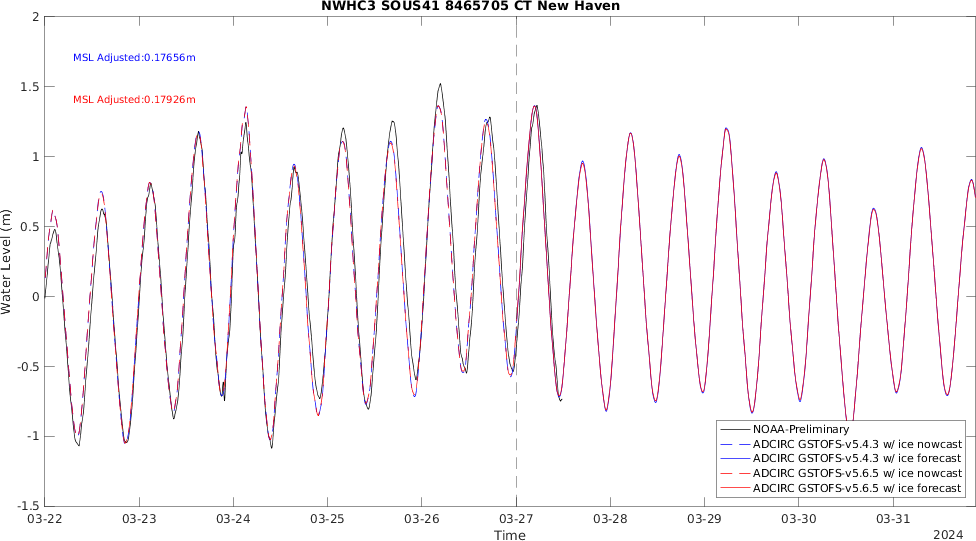 NWHC3 SOUS41 8465705 CT New Haven
2
1.5
1
0.5
0
-0.5
-1
-1.5
Water Level (m)
MSL Adjusted:0.17656m
MSL Adjusted:0.17926m
NOAA-Preliminary
ADCIRC GSTOFS-v5.4.3 w/ ice nowcast
ADCIRC GSTOFS-v5.4.3 w/ ice forecast
ADCIRC GSTOFS-v5.6.5 w/ ice nowcast
ADCIRC GSTOFS-v5.6.5 w/ ice forecast
03-22 03-23 03-24 03-25 03-26 03-27 03-28 03-29 03-30 03-31
Time
2024